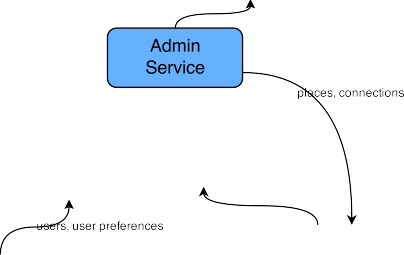 Admin
Service
places, connections
users, user preferences